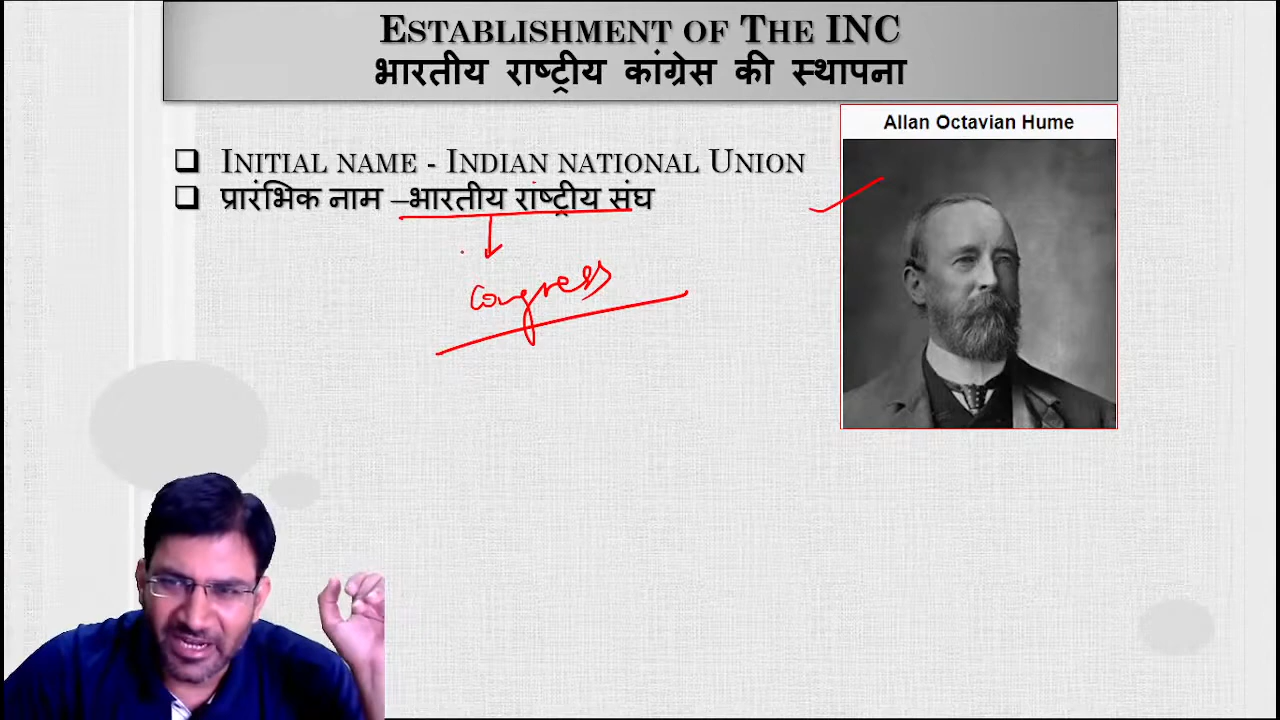 ESTABLISHMENT OF THE INC
भारतीय राष्ट्रीय कांग्रेस की स्थापना
Allan Octavian Hume
❑ INITIAL NAME - INDIAN NATIONAL UNION
❑ प्रारंभिक नाम –भारतीय राष्ट्रीय संघ
Congress